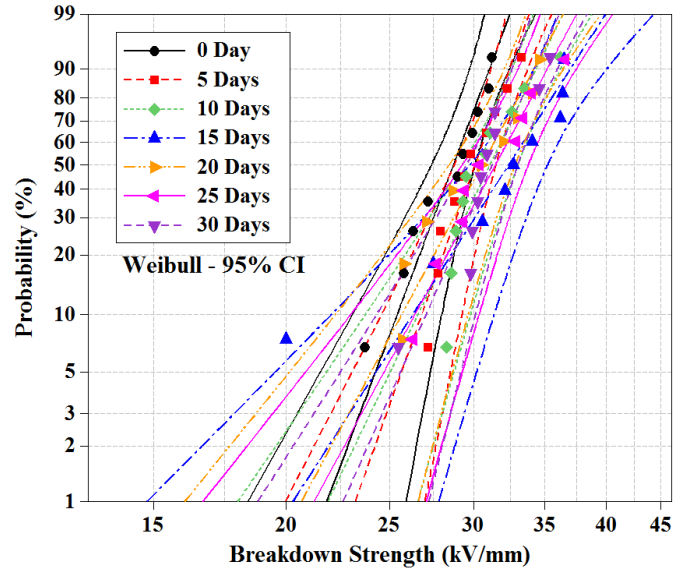 99
90
80
70
60
50
40
30
20
10
5
3
2
1
Probability (%)
0 Day
5 Days
10 Days
15 Days
20 Days
25 Days
30 Days
Weibull - 95% CI
15 20 25 30 35 40 45
Breakdown Strength (kV/mm)